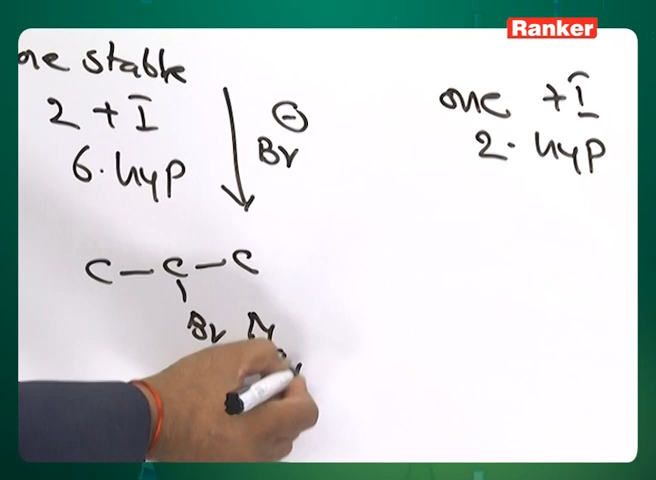 Ranker
ne stable
2 + I
6. hyp
⊖
Br
C - C - C
Br M
one + I
2. hyp